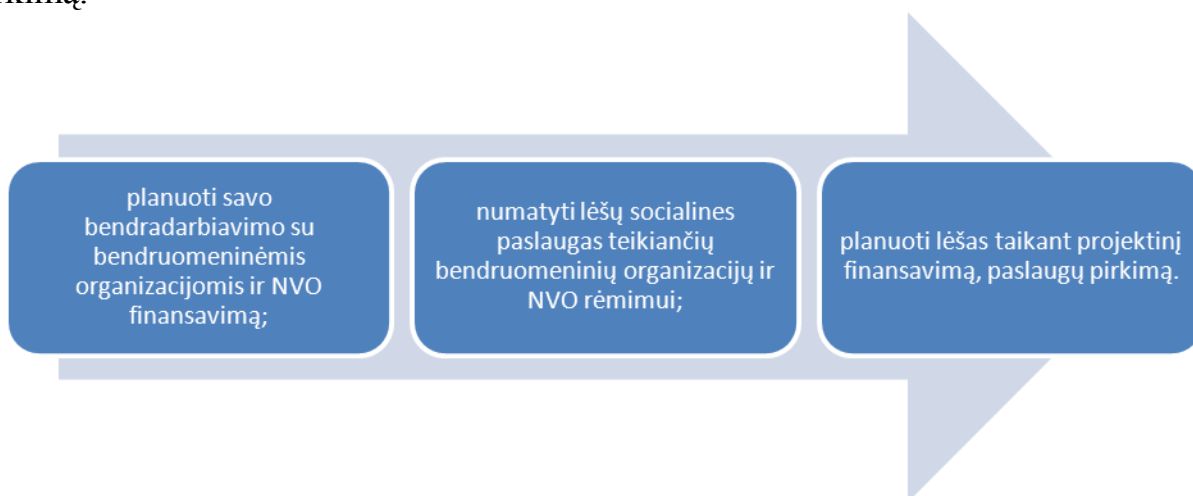 planuoti savo
bendradarbiavimo su
bendruomeninėmis
organizacijomis ir NVO
finansavimą;
numatyti lėšų socialines
paslaugas teikiančių
bendruomeninių organizacijų ir
NVO rėmimui;
planuoti lėšas taikant projektinį
finansavimą, paslaugų pirkimą.